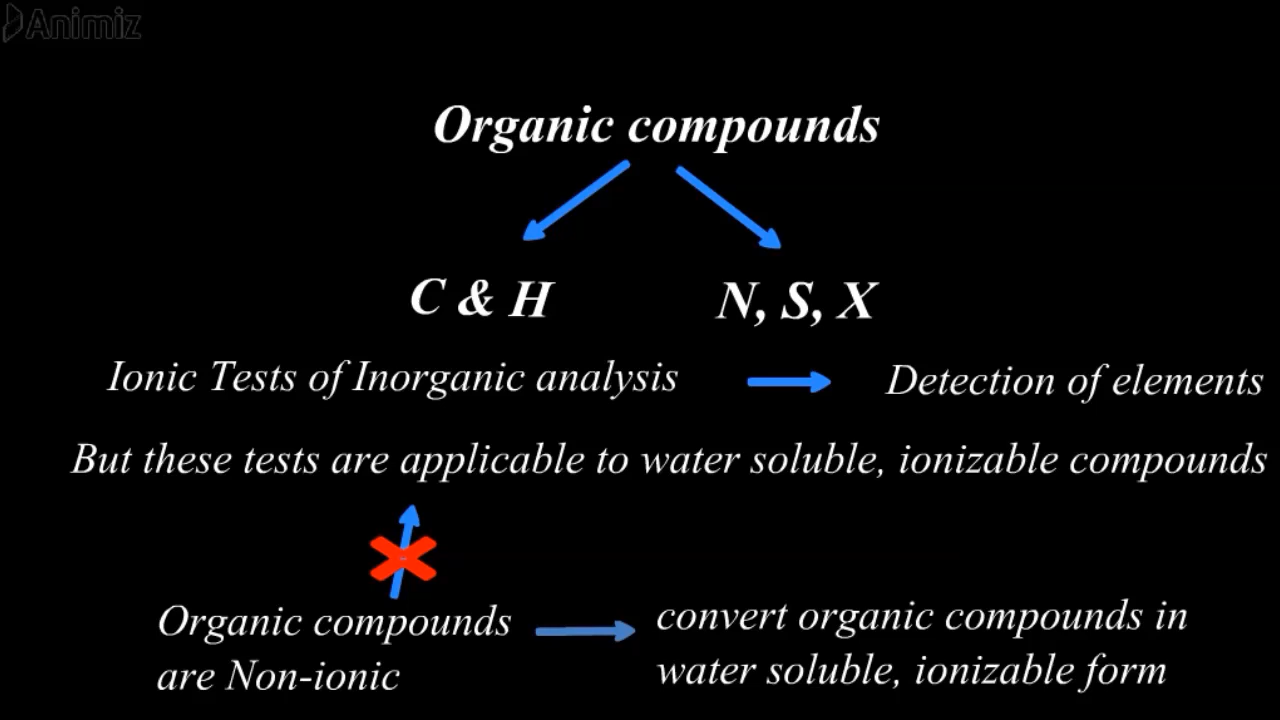 Animiz
Organic compounds
C & H
N, S, X
Ionic Tests of Inorganic analysis
Detection of elements
But these tests are applicable to water soluble, ionizable compounds
Organic compounds
are Non-ionic
convert organic compounds in
water soluble, ionizable form